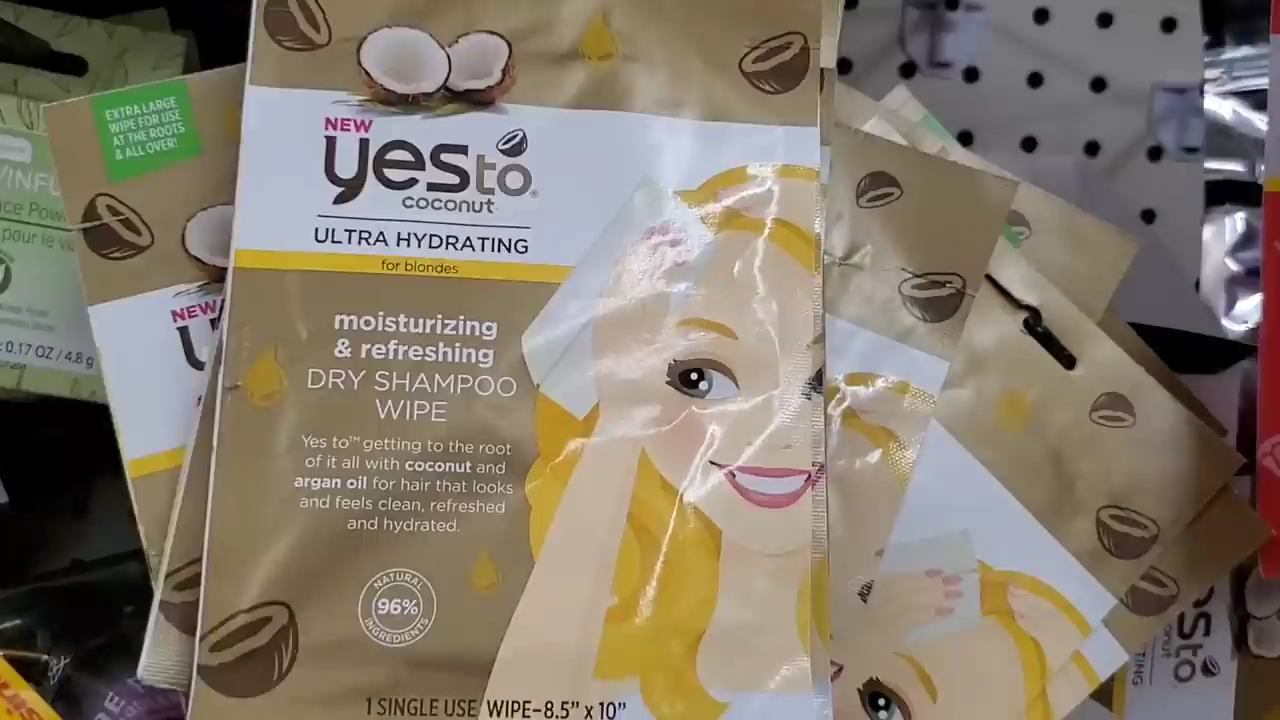 EXTRA LARGE
WIPE FOR USE
AT THE ROOTS
& ALL OVER!
NEW
yes to
coconut
ULTRA HYDRATING
for blondes
moisturizing
& refreshing
DRY SHAMPOO
WIPE
Yes to™ getting to the root
of it all with coconut and
argan oil for hair that looks
and feels clean, refreshed
and hydrated.
NATURAL
96%
INGREDIENTS
1 SINGLE USE WIPE-8.5" x 10"
NEW
0.17 OZ / 4.8 g